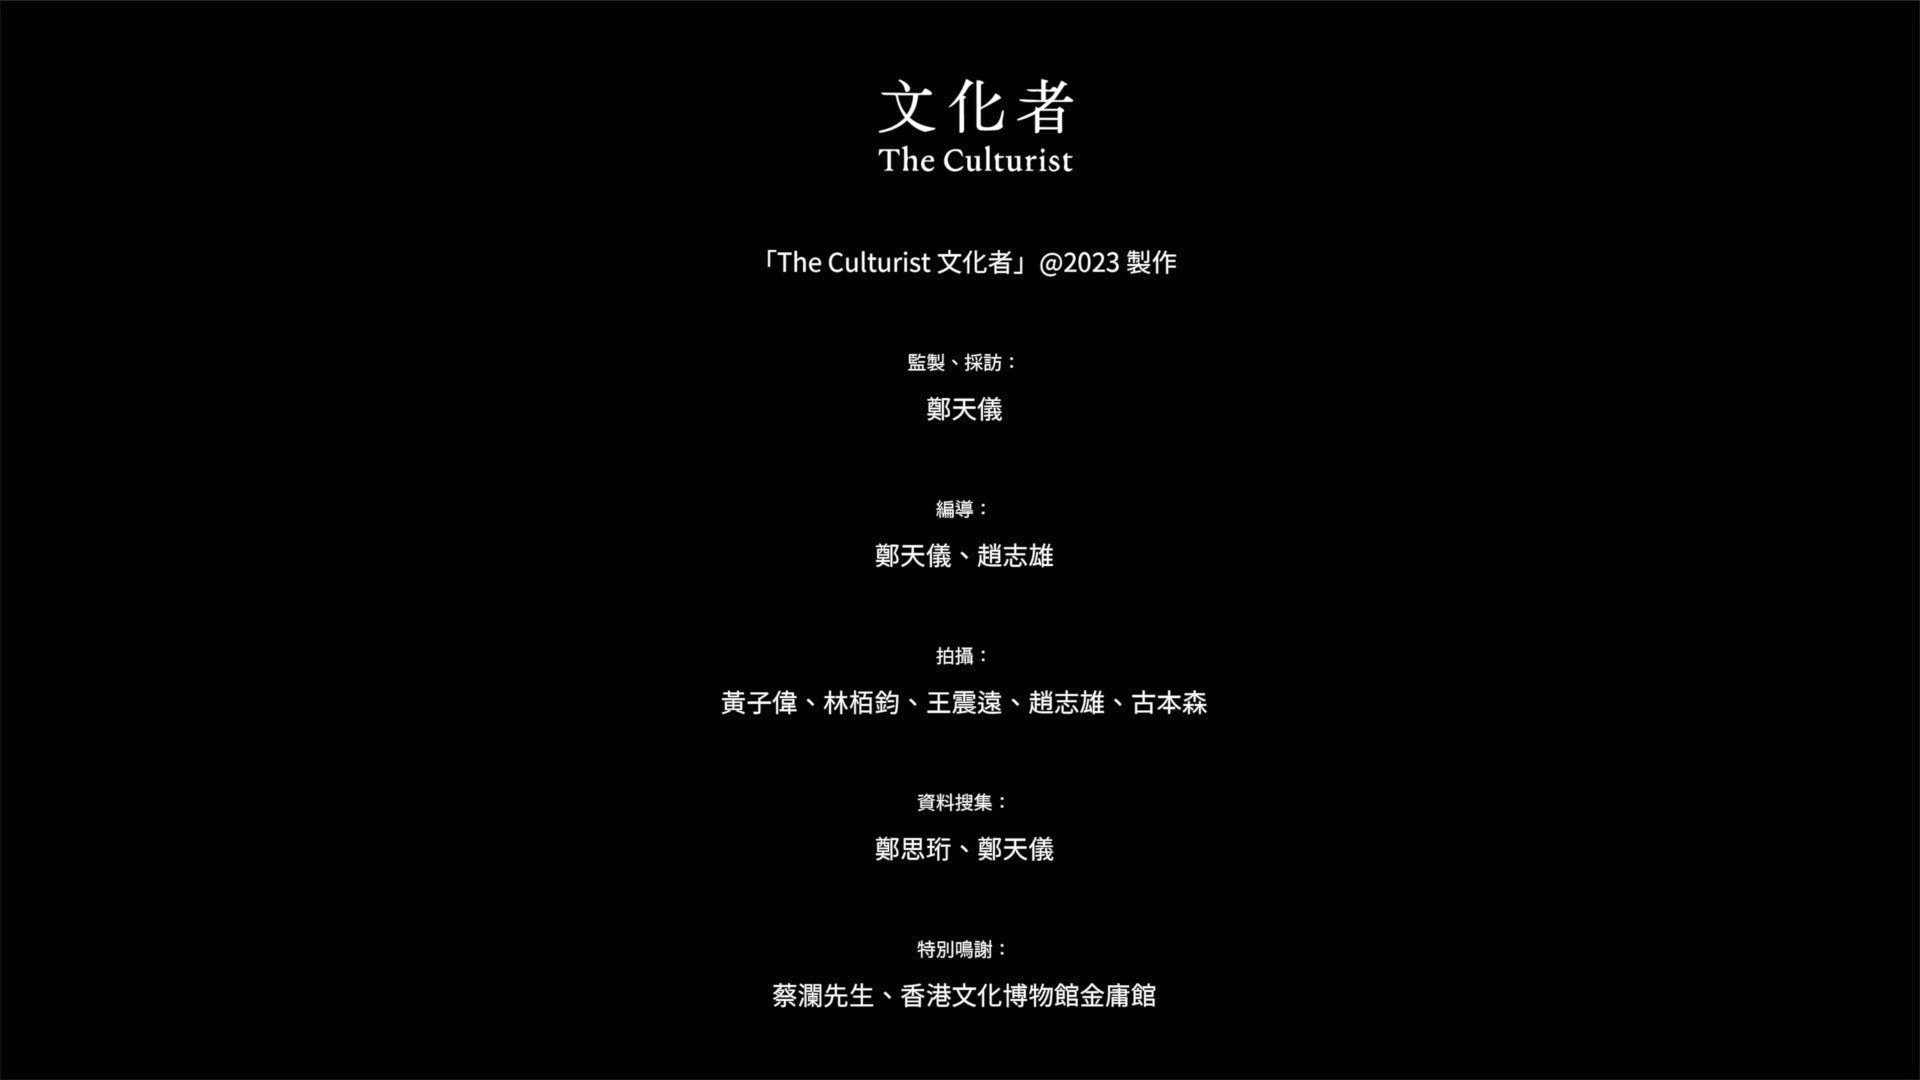 文化者
The Culturist
「The Culturist 文化者」@2023 製作
監製、採訪：
鄭天儀
編導：
鄭天儀、趙志雄
拍攝：
黃子偉、林栢鈞、王震遠、趙志雄、古本森
資料搜集：
鄭思珩、鄭天儀
特別鳴謝：
蔡瀾先生、香港文化博物館金庸館